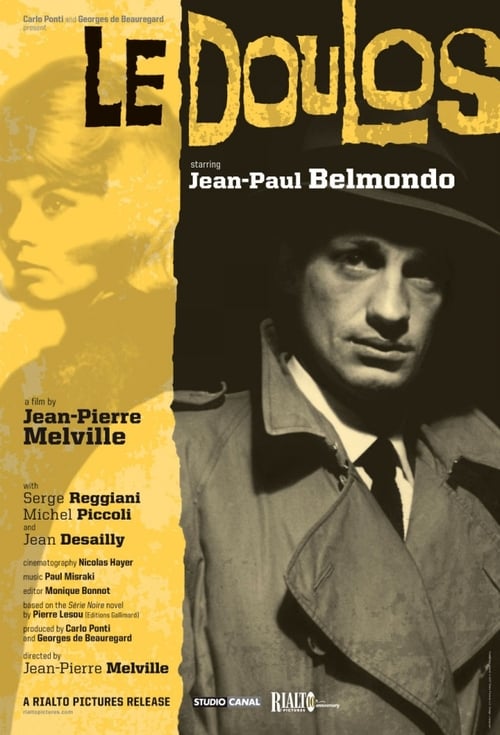 Carlo Ponti and Georges de Beauregard
present
LE DOULOS
starring
Jean-Paul Belmondo
a film by
Jean-Pierre
Melville
with
Serge Reggiani
Michel Piccoli
and
Jean Desailly
cinematography Nicolas Hayer
music Paul Misraki
editor Monique Bonnot
based on the Série Noire novel
by Pierre Lesou (Editions Gallimard)
produced by Carlo Ponti
and Georges de Beauregard
directed by
Jean-Pierre Melville
A RIALTO PICTURES RELEASE
rialtopictures.com
STUDIO CANAL
RIALTO
PICTURES
anniversary